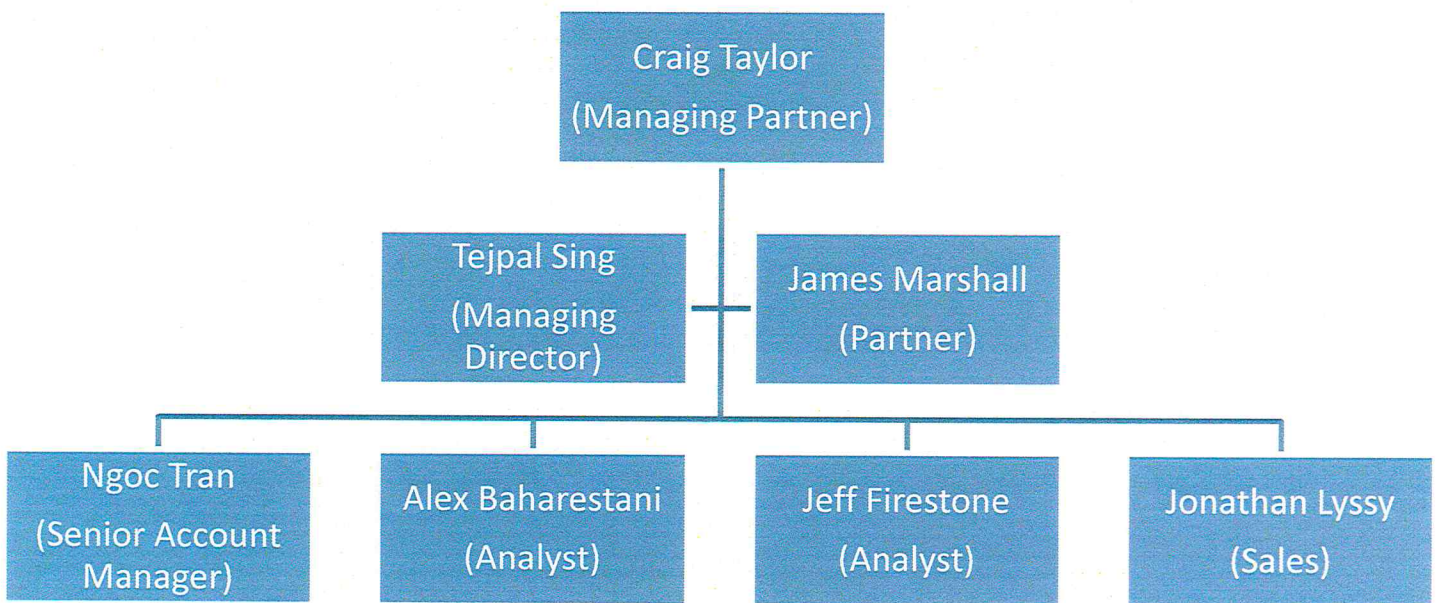 Craig Taylor
(Managing Partner)
Tejpal Sing
(Managing
Director)
James Marshall
(Partner)
Ngoc Tran
(Senior Account
Manager)
Alex Baharestani
(Analyst)
Jeff Firestone
(Analyst)
Jonathan Lyssy
(Sales)